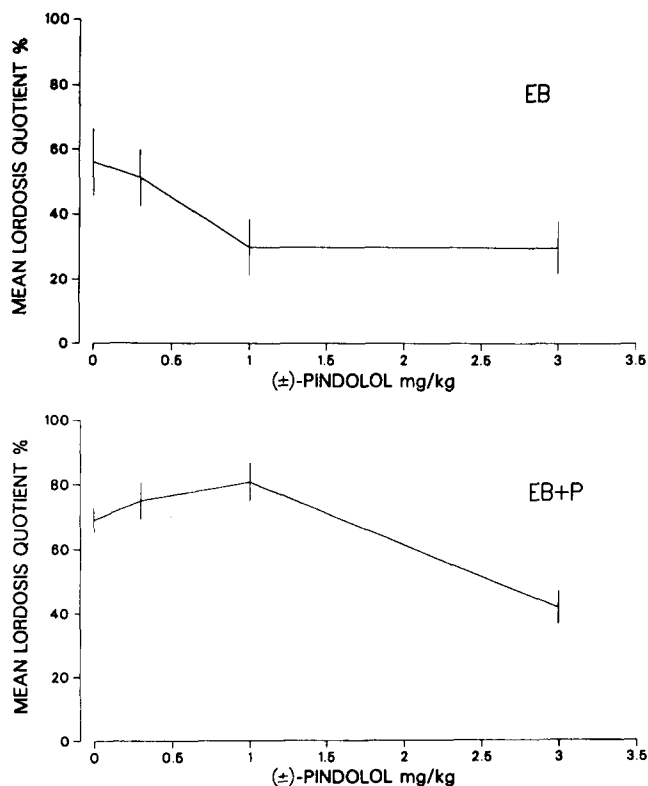 MEAN LORDOSIS QUOTIENT %
100
80
60
40
20
0
EB
0 0.5 1 1.5 2 2.5 3 3.5
(±)-PINDOLOL mg/kg
MEAN LORDOSIS QUOTIENT %
100
80
60
40
20
0
EB+P
0 0.5 1 1.5 2 2.5 3 3.5
(±)-PINDOLOL mg/kg